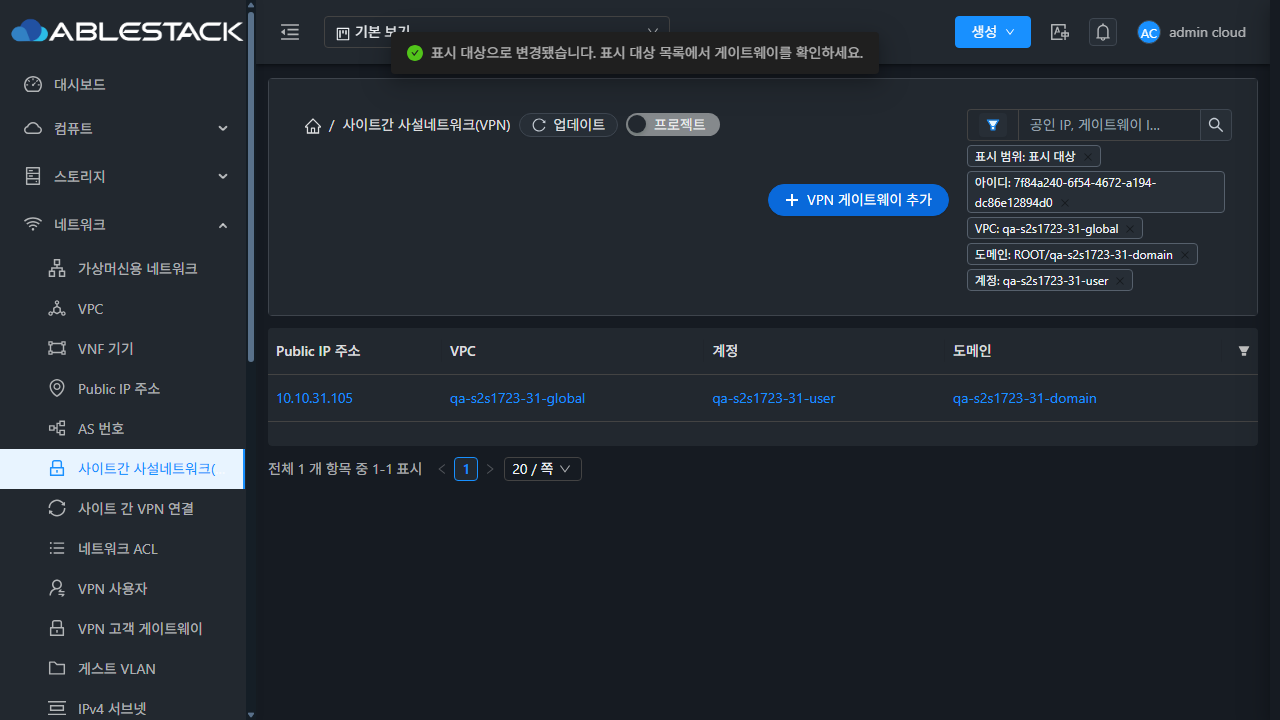 ABLESTACK
기본 보기
생성
AC
admin cloud
표시 대상으로 변경됐습니다. 표시 대상 목록에서 게이트웨이를 확인하세요.
대시보드
컴퓨트
스토리지
네트워크
가상머신용 네트워크
VPC
VNF 기기
Public IP 주소
AS 번호
사이트간 사설네트워크(
사이트 간 VPN 연결
네트워크 ACL
VPN 사용자
VPN 고객 게이트웨이
게스트 VLAN
IPv4 서브넷
/ 사이트간 사설네트워크(VPN)
업데이트
프로젝트
공인 IP, 게이트웨이 I...
표시 범위: 표시 대상
아이디: 7f84a240-6f54-4672-a194-
dc86e12894d0
VPC: qa-s2s1723-31-global
도메인: ROOT/qa-s2s1723-31-domain
계정: qa-s2s1723-31-user
+ VPN 게이트웨이 추가
Public IP 주소 VPC 계정 도메인
10.10.31.105 qa-s2s1723-31-global qa-s2s1723-31-user qa-s2s1723-31-domain
전체 1 개 항목 중 1-1 표시 < 1 > 20 / 쪽